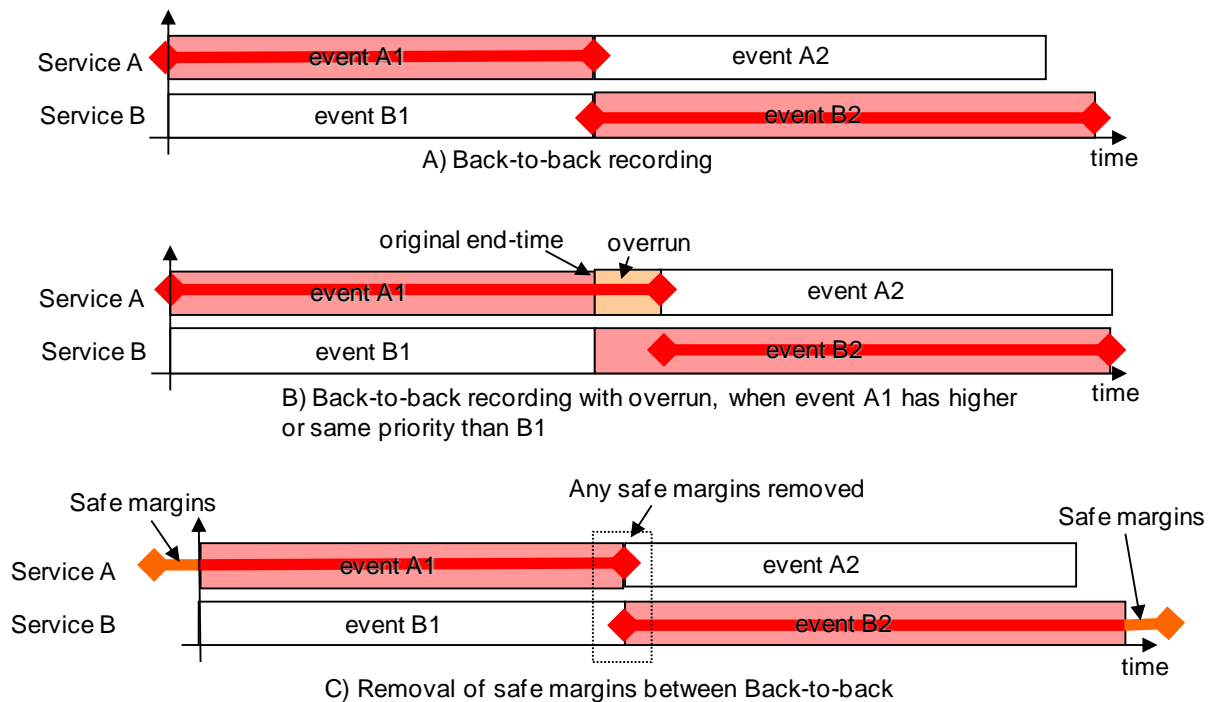 Service A
event A1
event A2
Service B
event B1
event B2
time
A) Back-to-back recording
original end-time
overrun
Service A
event A1
event A2
Service B
event B1
event B2
time
B) Back-to-back recording with overrun, when event A1 has higher
or same priority than B1
Safe margins
Any safe margins removed
Safe margins
Service A
event A1
event A2
Service B
event B1
event B2
time
C) Removal of safe margins between Back-to-back